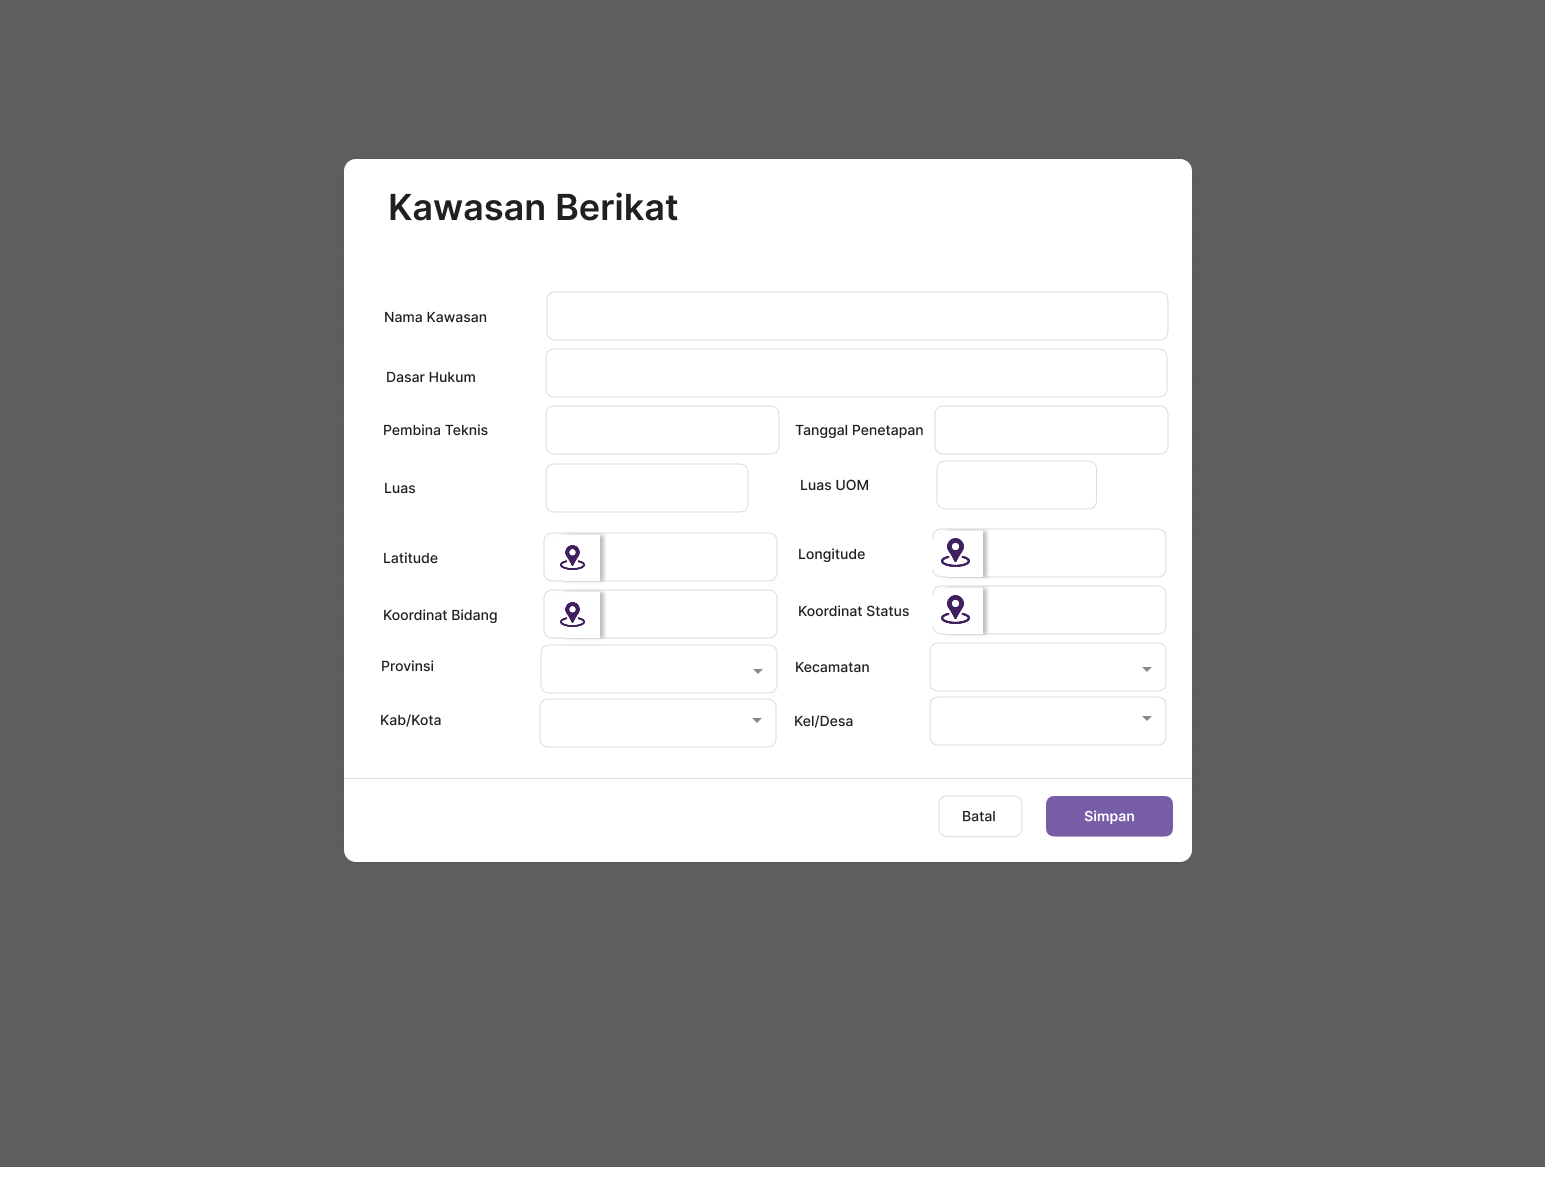 Kawasan Berikat
Nama Kawasan
Dasar Hukum
Pembina Teknis
Tanggal Penetapan
Luas
Luas UOM
Latitude
Longitude
Koordinat Bidang
Koordinat Status
Provinsi
Kecamatan
Kab/Kota
Kel/Desa
Batal
Simpan